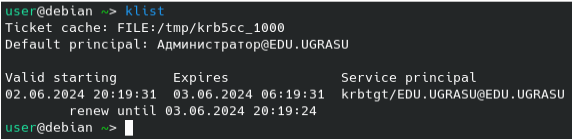 user@debian ~> klist
Ticket cache: FILE:/tmp/krb5cc_1000
Default principal: Администратор@EDU.UGRASU

Valid starting       Expires              Service principal
02.06.2024 20:19:31  03.06.2024 06:19:31  krbtgt/EDU.UGRASU@EDU.UGRASU
        renew until 03.06.2024 20:19:24
user@debian ~>